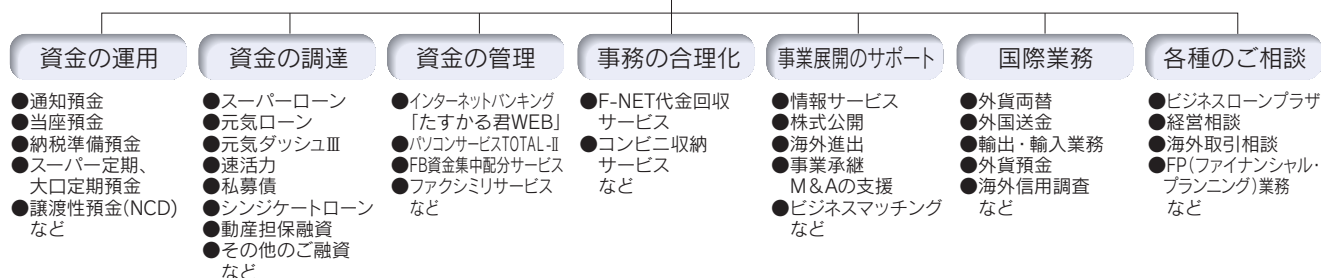 資金の運用
●通知預金
●当座預金
●納税準備預金
●スーパー定期、
大口定期預金
●譲渡性預金(NCD)
など
資金の調達
●スーパーローン
●元気ローン
●元気ダッシュⅢ
●速活力
●私募債
●シンジケートローン
●動産担保融資
●その他のご融資
など
資金の管理
●インターネットバンキング
「たすかる君WEB」
●パソコンサービスTOTAL-Ⅱ
●FB資金集中配分サービス
●ファクシミリサービス
など
事務の合理化
●F-NET代金回収
サービス
●コンビニ収納
サービス
など
事業展開のサポート
●情報サービス
●株式公開
●海外進出
●事業承継
M&Aの支援
●ビジネスマッチング
など
国際業務
●外貨両替
●外国送金
●輸出・輸入業務
●外貨預金
●海外信用調査
など
各種のご相談
●ビジネスローンプラザ
●経営相談
●海外取引相談
●FP(ファイナンシャル・
プランニング)業務
など